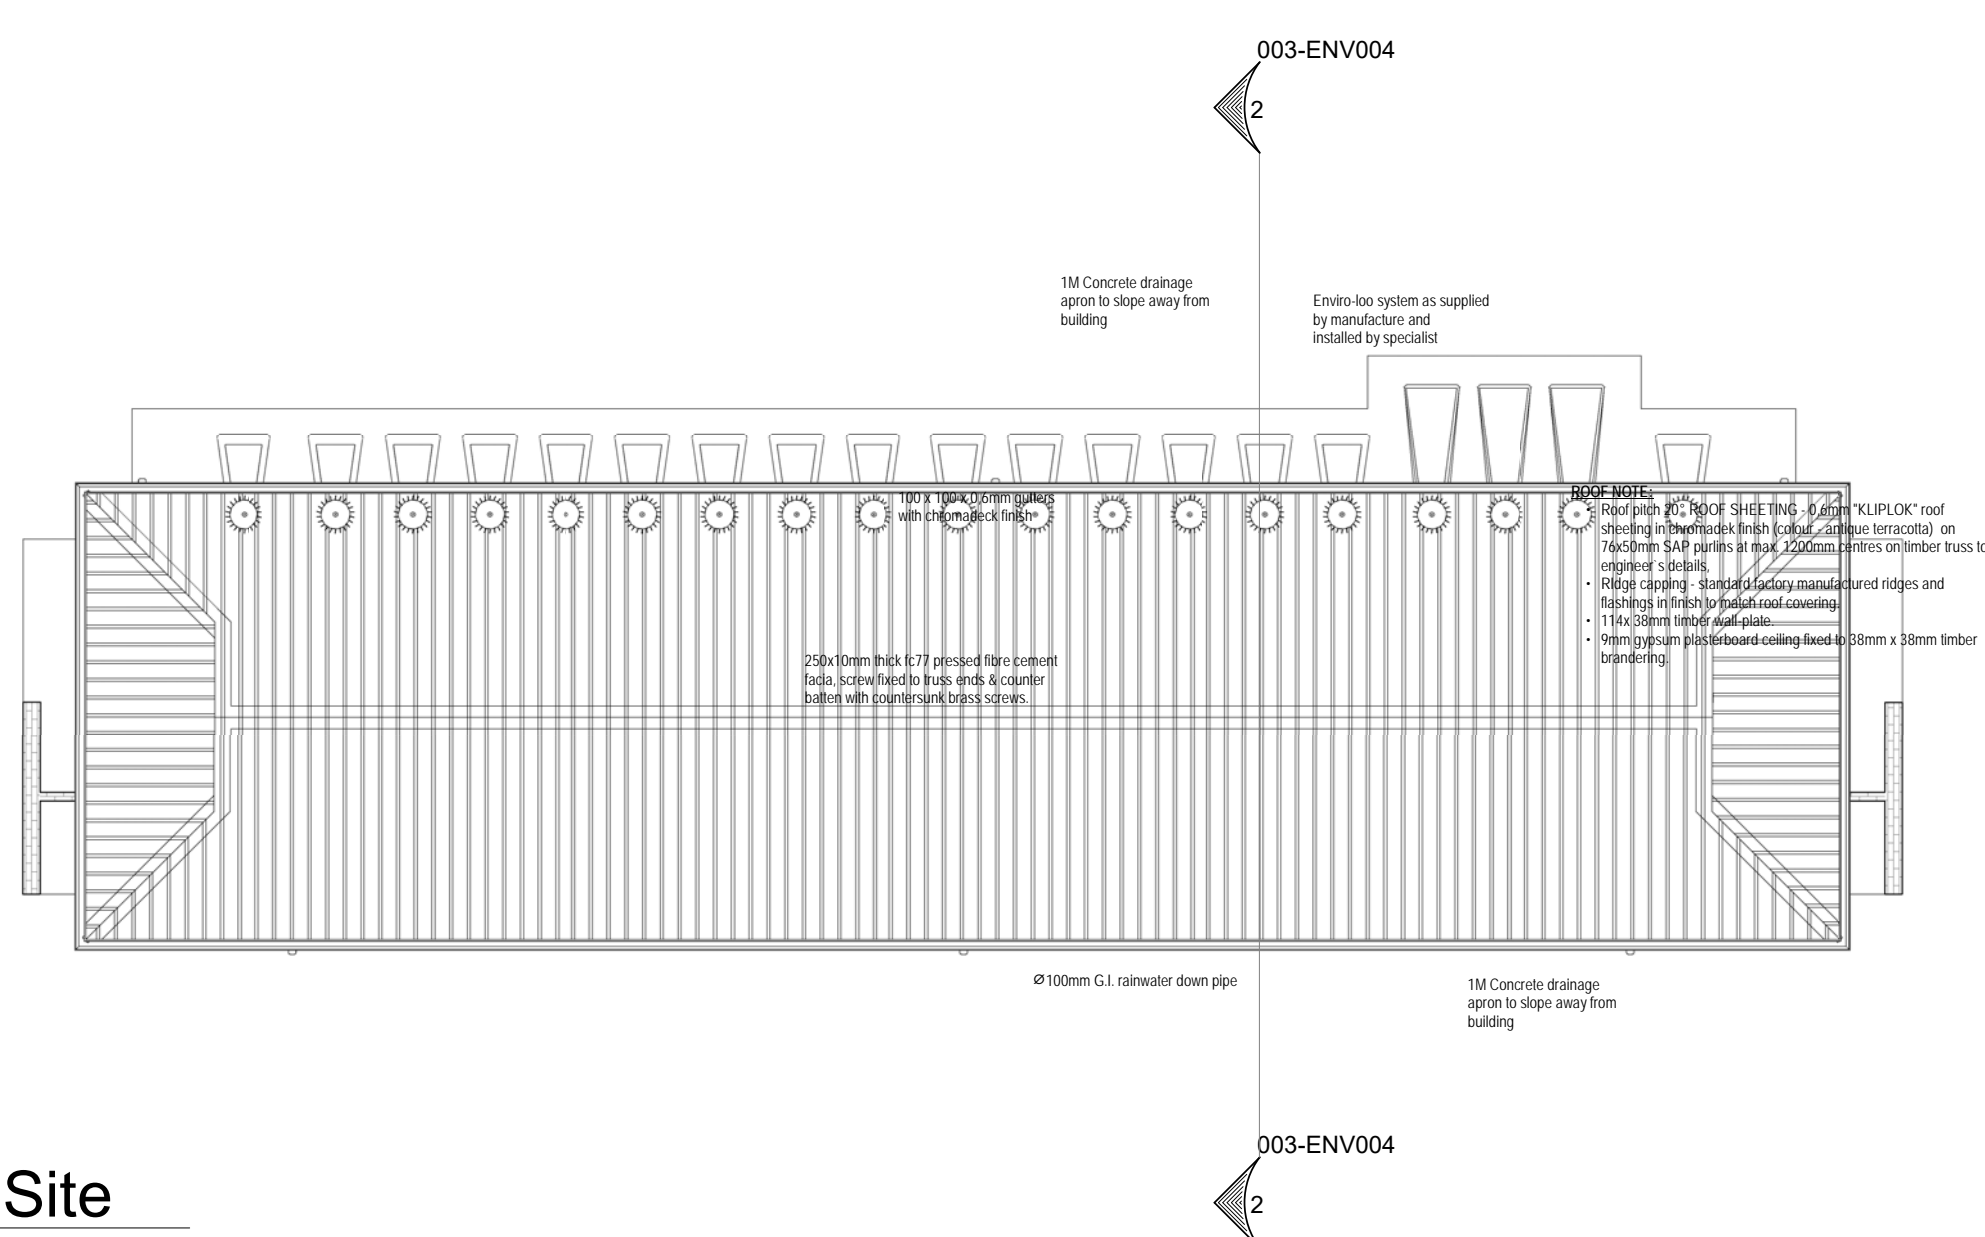 003-ENV004
2
1M Concrete drainage
apron to slope away from
building
Enviro-loo system as supplied
by manufacture and
installed by specialist
100 x 100 x 0,6mm gutters
with chromadeck finish
ROOF NOTE:
• Roof pitch 20° ROOF SHEETING - 0,6mm "KLIPLOK" roof
sheeting in chromadek finish (colour - antique terracotta) on
76x50mm SAP purlins at max. 1200mm centres on timber truss to
engineer`s details,
• RIdge capping - standard factory manufactured ridges and
flashings in finish to match roof covering.
• 114x 38mm timber wall-plate.
• 9mm gypsum plasterboard ceiling fixed to 38mm x 38mm timber
brandering.
250x10mm thick fc77 pressed fibre cement
facia, screw fixed to truss ends & counter
batten with countersunk brass screws.
Ø100mm G.I. rainwater down pipe
1M Concrete drainage
apron to slope away from
building
003-ENV004
2
Site